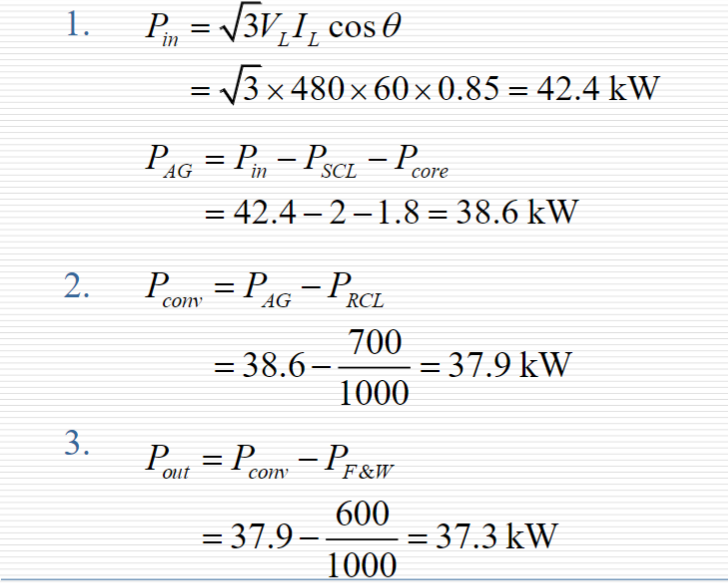 1. P_in = √3 V_L I_L cos θ
= √3 × 480 × 60 × 0.85 = 42.4 kW
P_AG = P_in − P_SCL − P_core
= 42.4 − 2 − 1.8 = 38.6 kW
2. P_conv = P_AG − P_RCL
= 38.6 − 700/1000 = 37.9 kW
3. P_out = P_conv − P_F&W
= 37.9 − 600/1000 = 37.3 kW